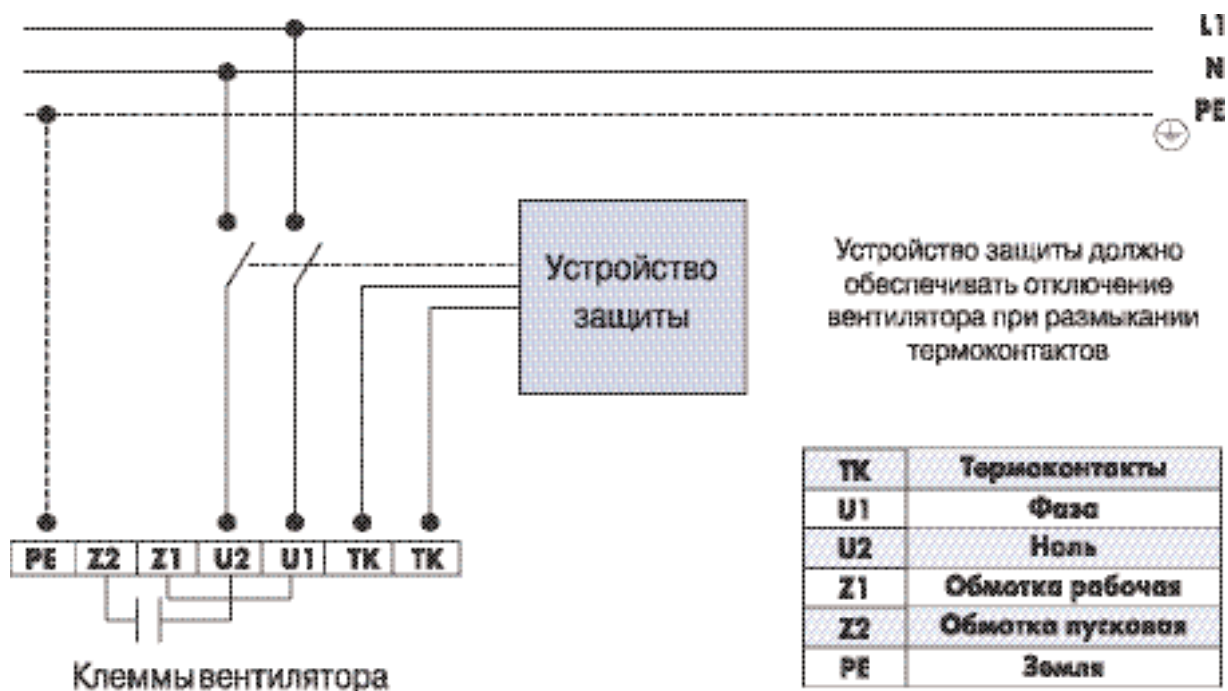 L1
N
PE
Устройство
защиты
Устройство защиты должно
обеспечивать отключение
вентилятора при размыкании
термоконтактов
PE Z2 Z1 U2 U1 TK TK
Клеммы вентилятора
TK Термоконтакты
U1 Фаза
U2 Ноль
Z1 Обмотка рабочая
Z2 Обмотка пусковая
PE Земля